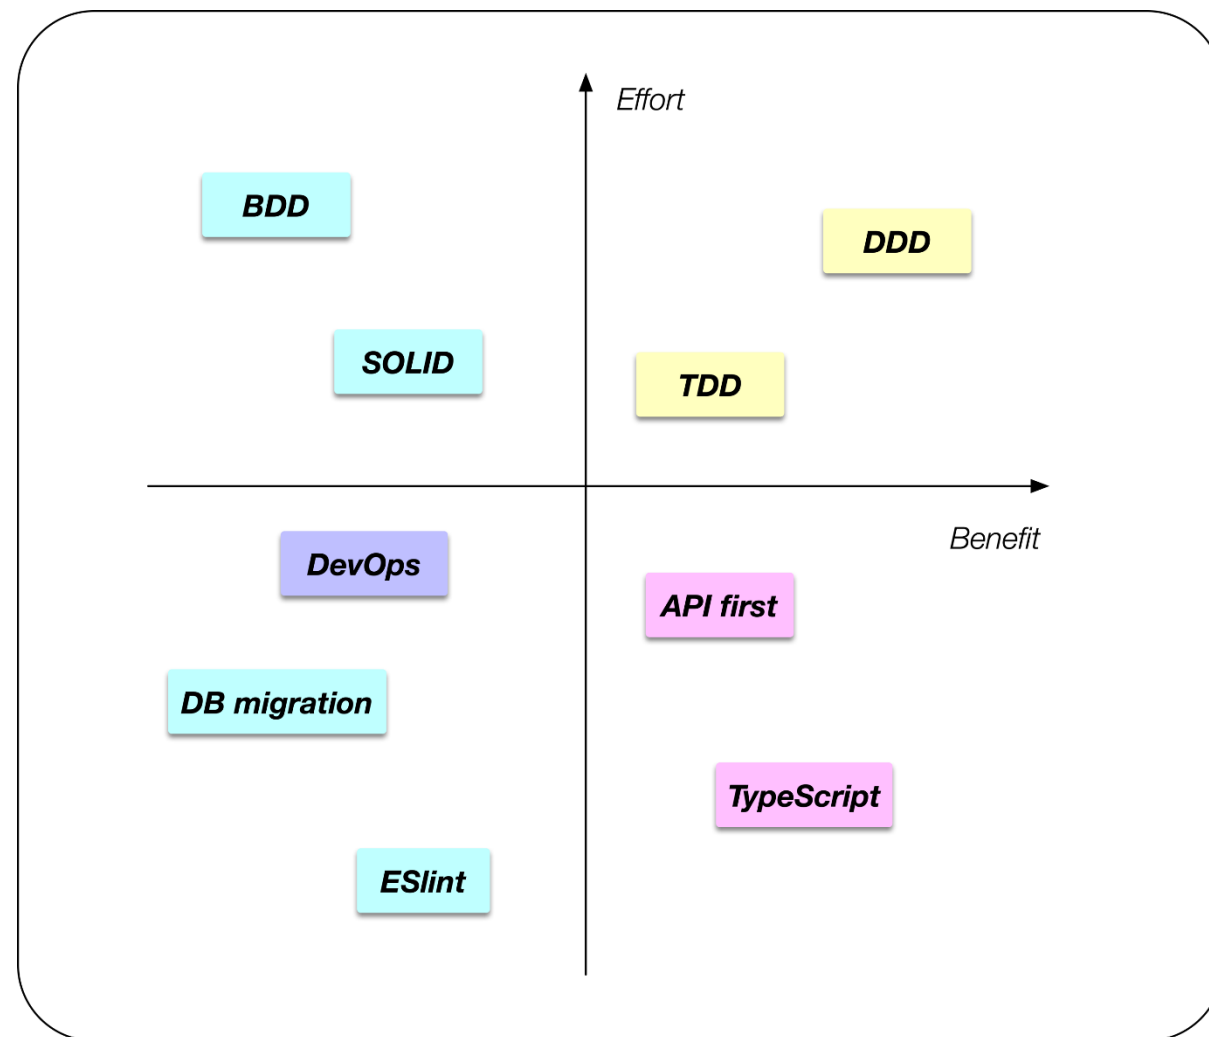 Effort
BDD
DDD
SOLID
TDD
Benefit
DevOps
API first
DB migration
TypeScript
ESlint